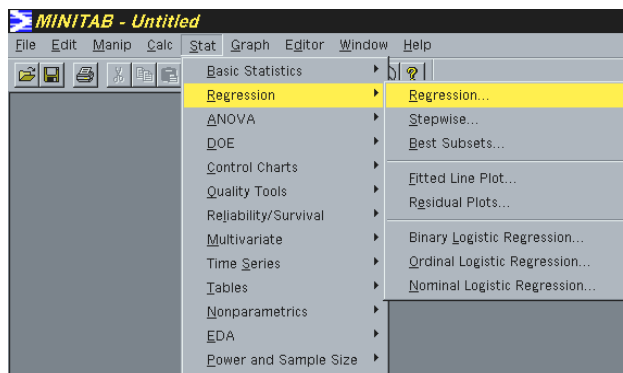 MINITAB - Untitled
File Edit Manip Calc Stat Graph Editor Window Help
Basic Statistics
Regression
ANOVA
DOE
Control Charts
Quality Tools
Reliability/Survival
Multivariate
Time Series
Tables
Nonparametrics
EDA
Power and Sample Size
Regression...
Stepwise...
Best Subsets...
Fitted Line Plot...
Residual Plots...
Binary Logistic Regression...
Ordinal Logistic Regression...
Nominal Logistic Regression...